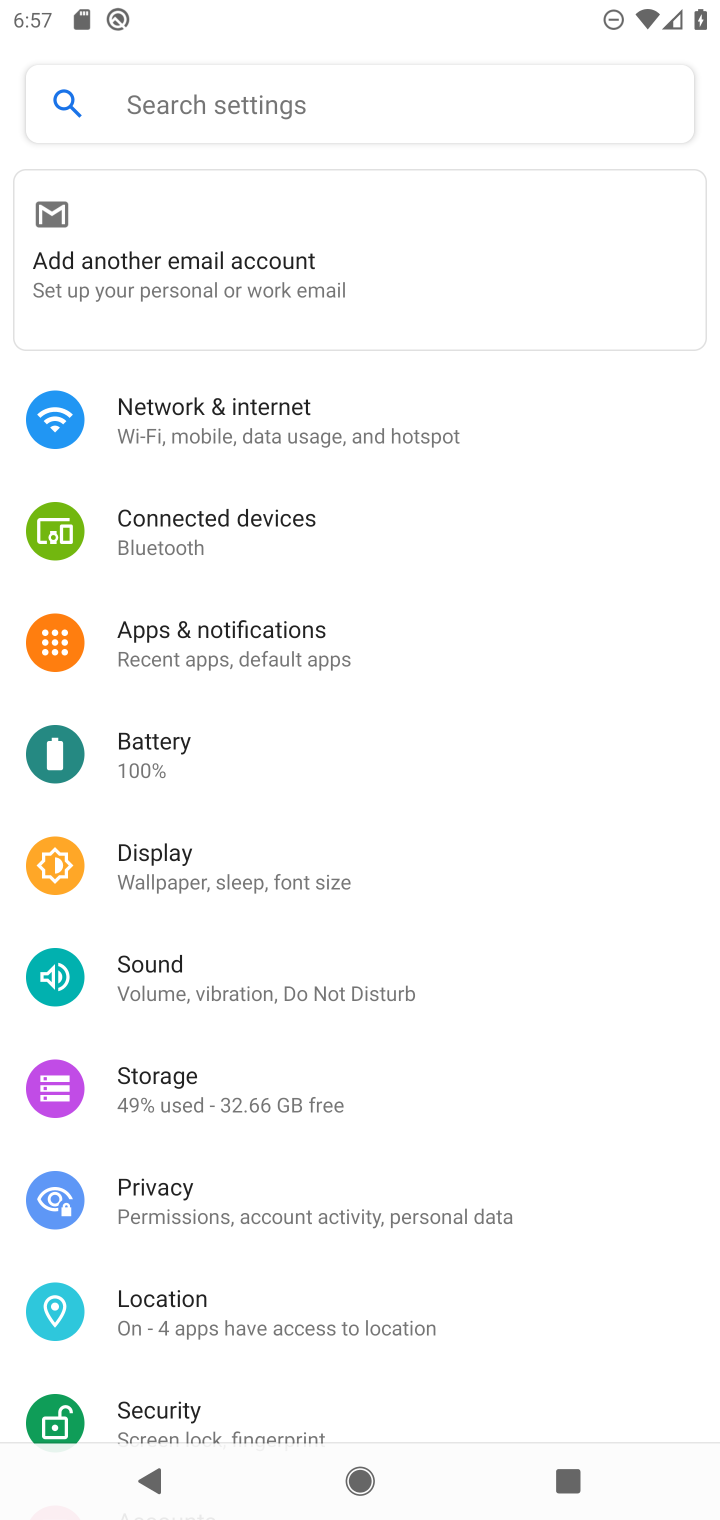 6:57
Search settings
Add another email account
Set up your personal or work email
Network & internet
Wi-Fi, mobile, data usage, and hotspot
Connected devices
Bluetooth
Apps & notifications
Recent apps, default apps
Battery
100%
Display
Wallpaper, sleep, font size
Sound
Volume, vibration, Do Not Disturb
Storage
49% used - 32.66 GB free
Privacy
Permissions, account activity, personal data
Location
On - 4 apps have access to location
Security
Screen lock, fingerprint
Accounts